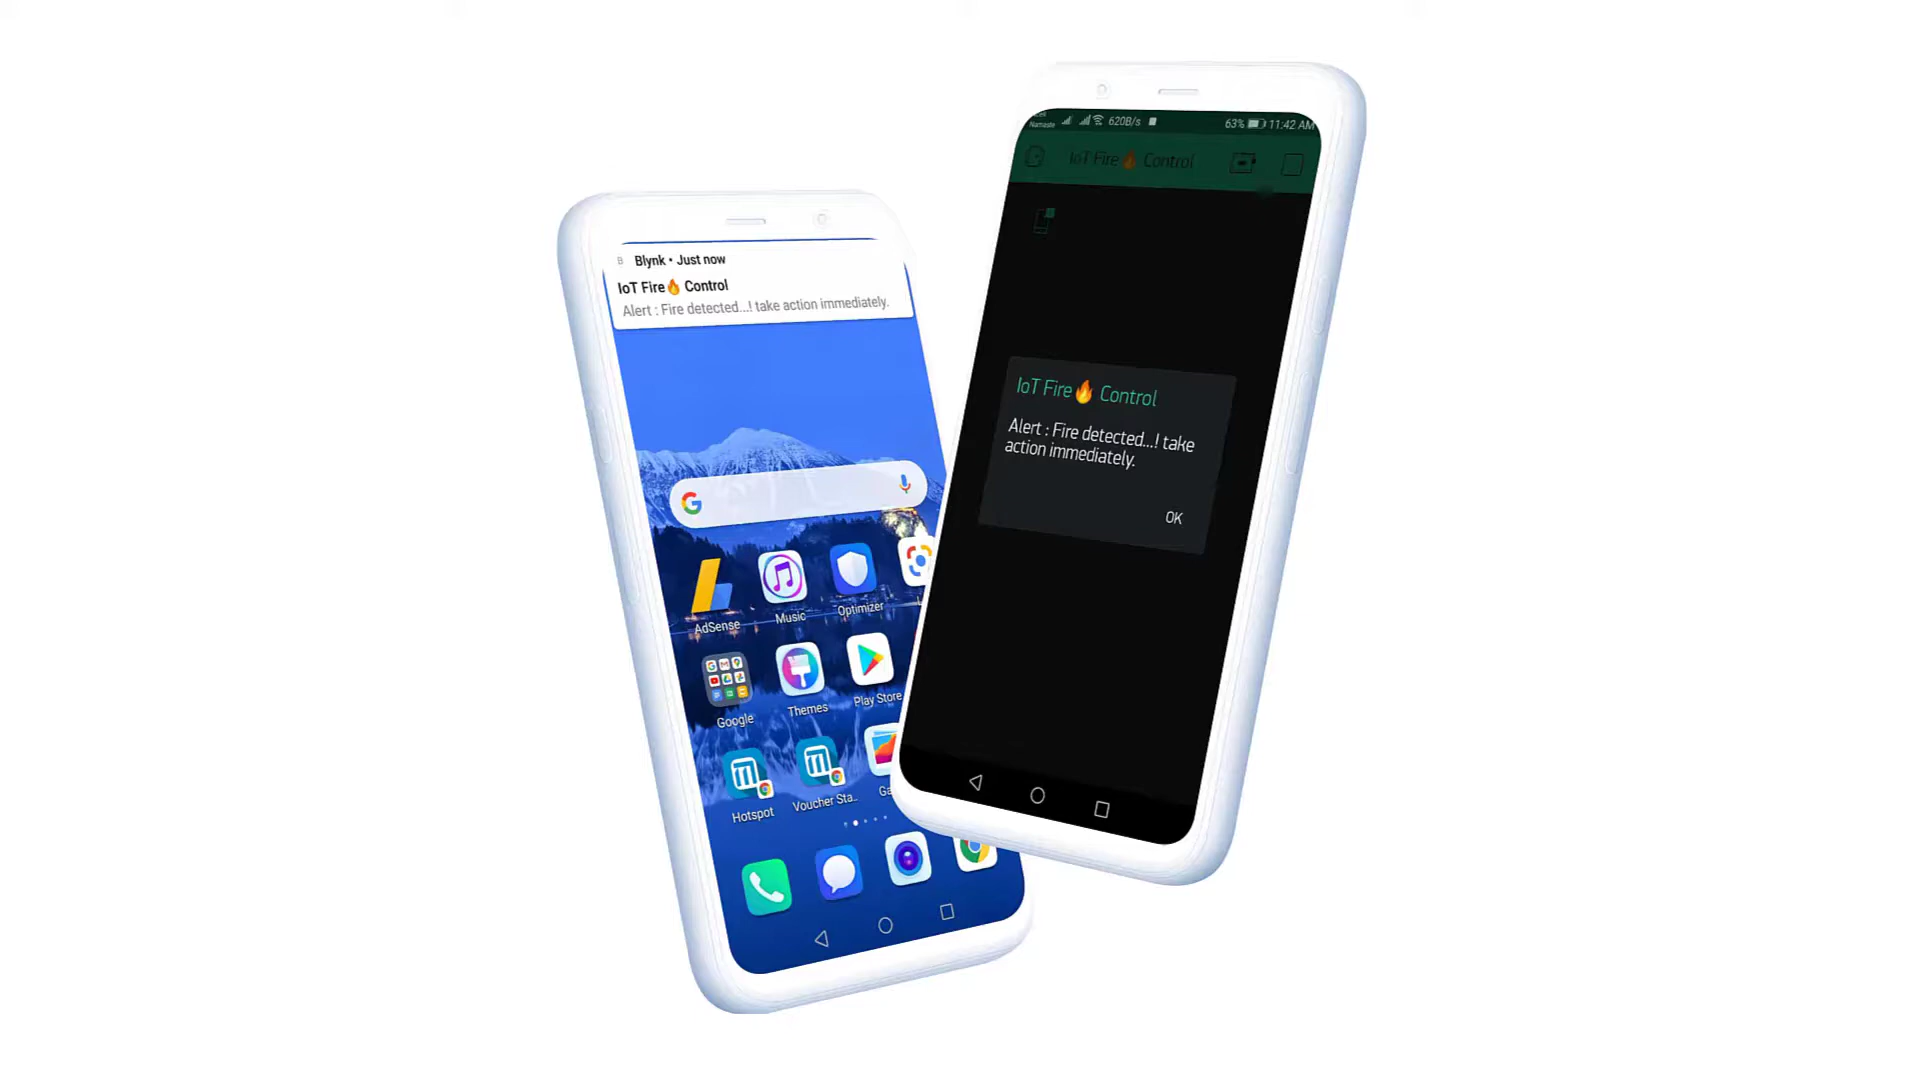 Blynk • Just now
IoT Fire🔥 Control
Alert : Fire detected...! take action immediately.
AdSense
Music
Optimizer
Google
Themes
Play Store
Hotspot
Voucher Sta..
Namaste
620B/s
63%
11:42 AM
IoT Fire🔥 Control
IoT Fire🔥 Control
Alert : Fire detected...! take
action immediately.
OK